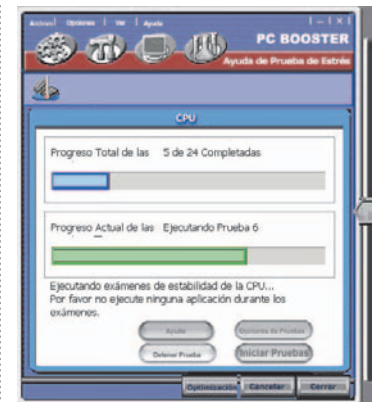 Archivo Opciones Ver Ayuda
PC BOOSTER
Ayuda de Prueba de Estrés
CPU
Progreso Total de las 5 de 24 Completadas
Progreso Actual de las Ejecutando Prueba 6
Ejecutando exámenes de estabilidad de la CPU...
Por favor no ejecute ninguna aplicación durante los
exámenes.
Ayuda Opciones de Pruebas
Detener Prueba Iniciar Pruebas
Optimización Cancelar Cerrar